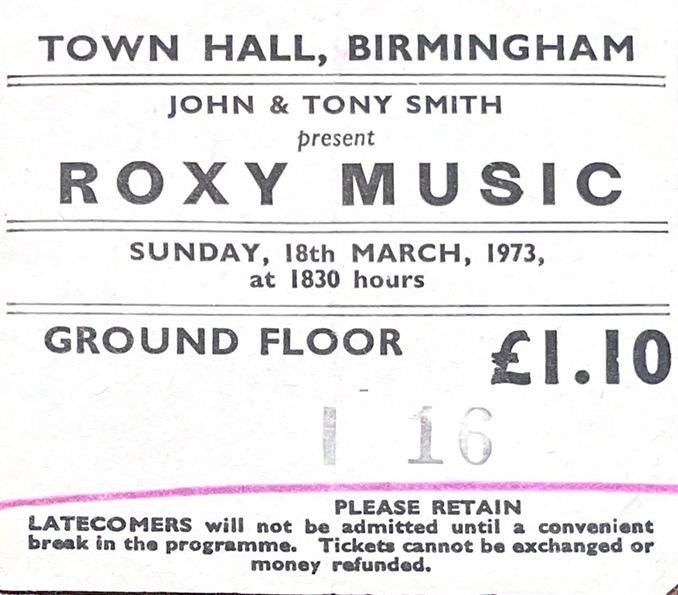 TOWN HALL, BIRMINGHAM
JOHN & TONY SMITH
present
ROXY MUSIC
SUNDAY, 18th MARCH, 1973,
at 1830 hours
GROUND FLOOR £1.10
I 16
PLEASE RETAIN
LATECOMERS will not be admitted until a convenient
break in the programme. Tickets cannot be exchanged or
money refunded.